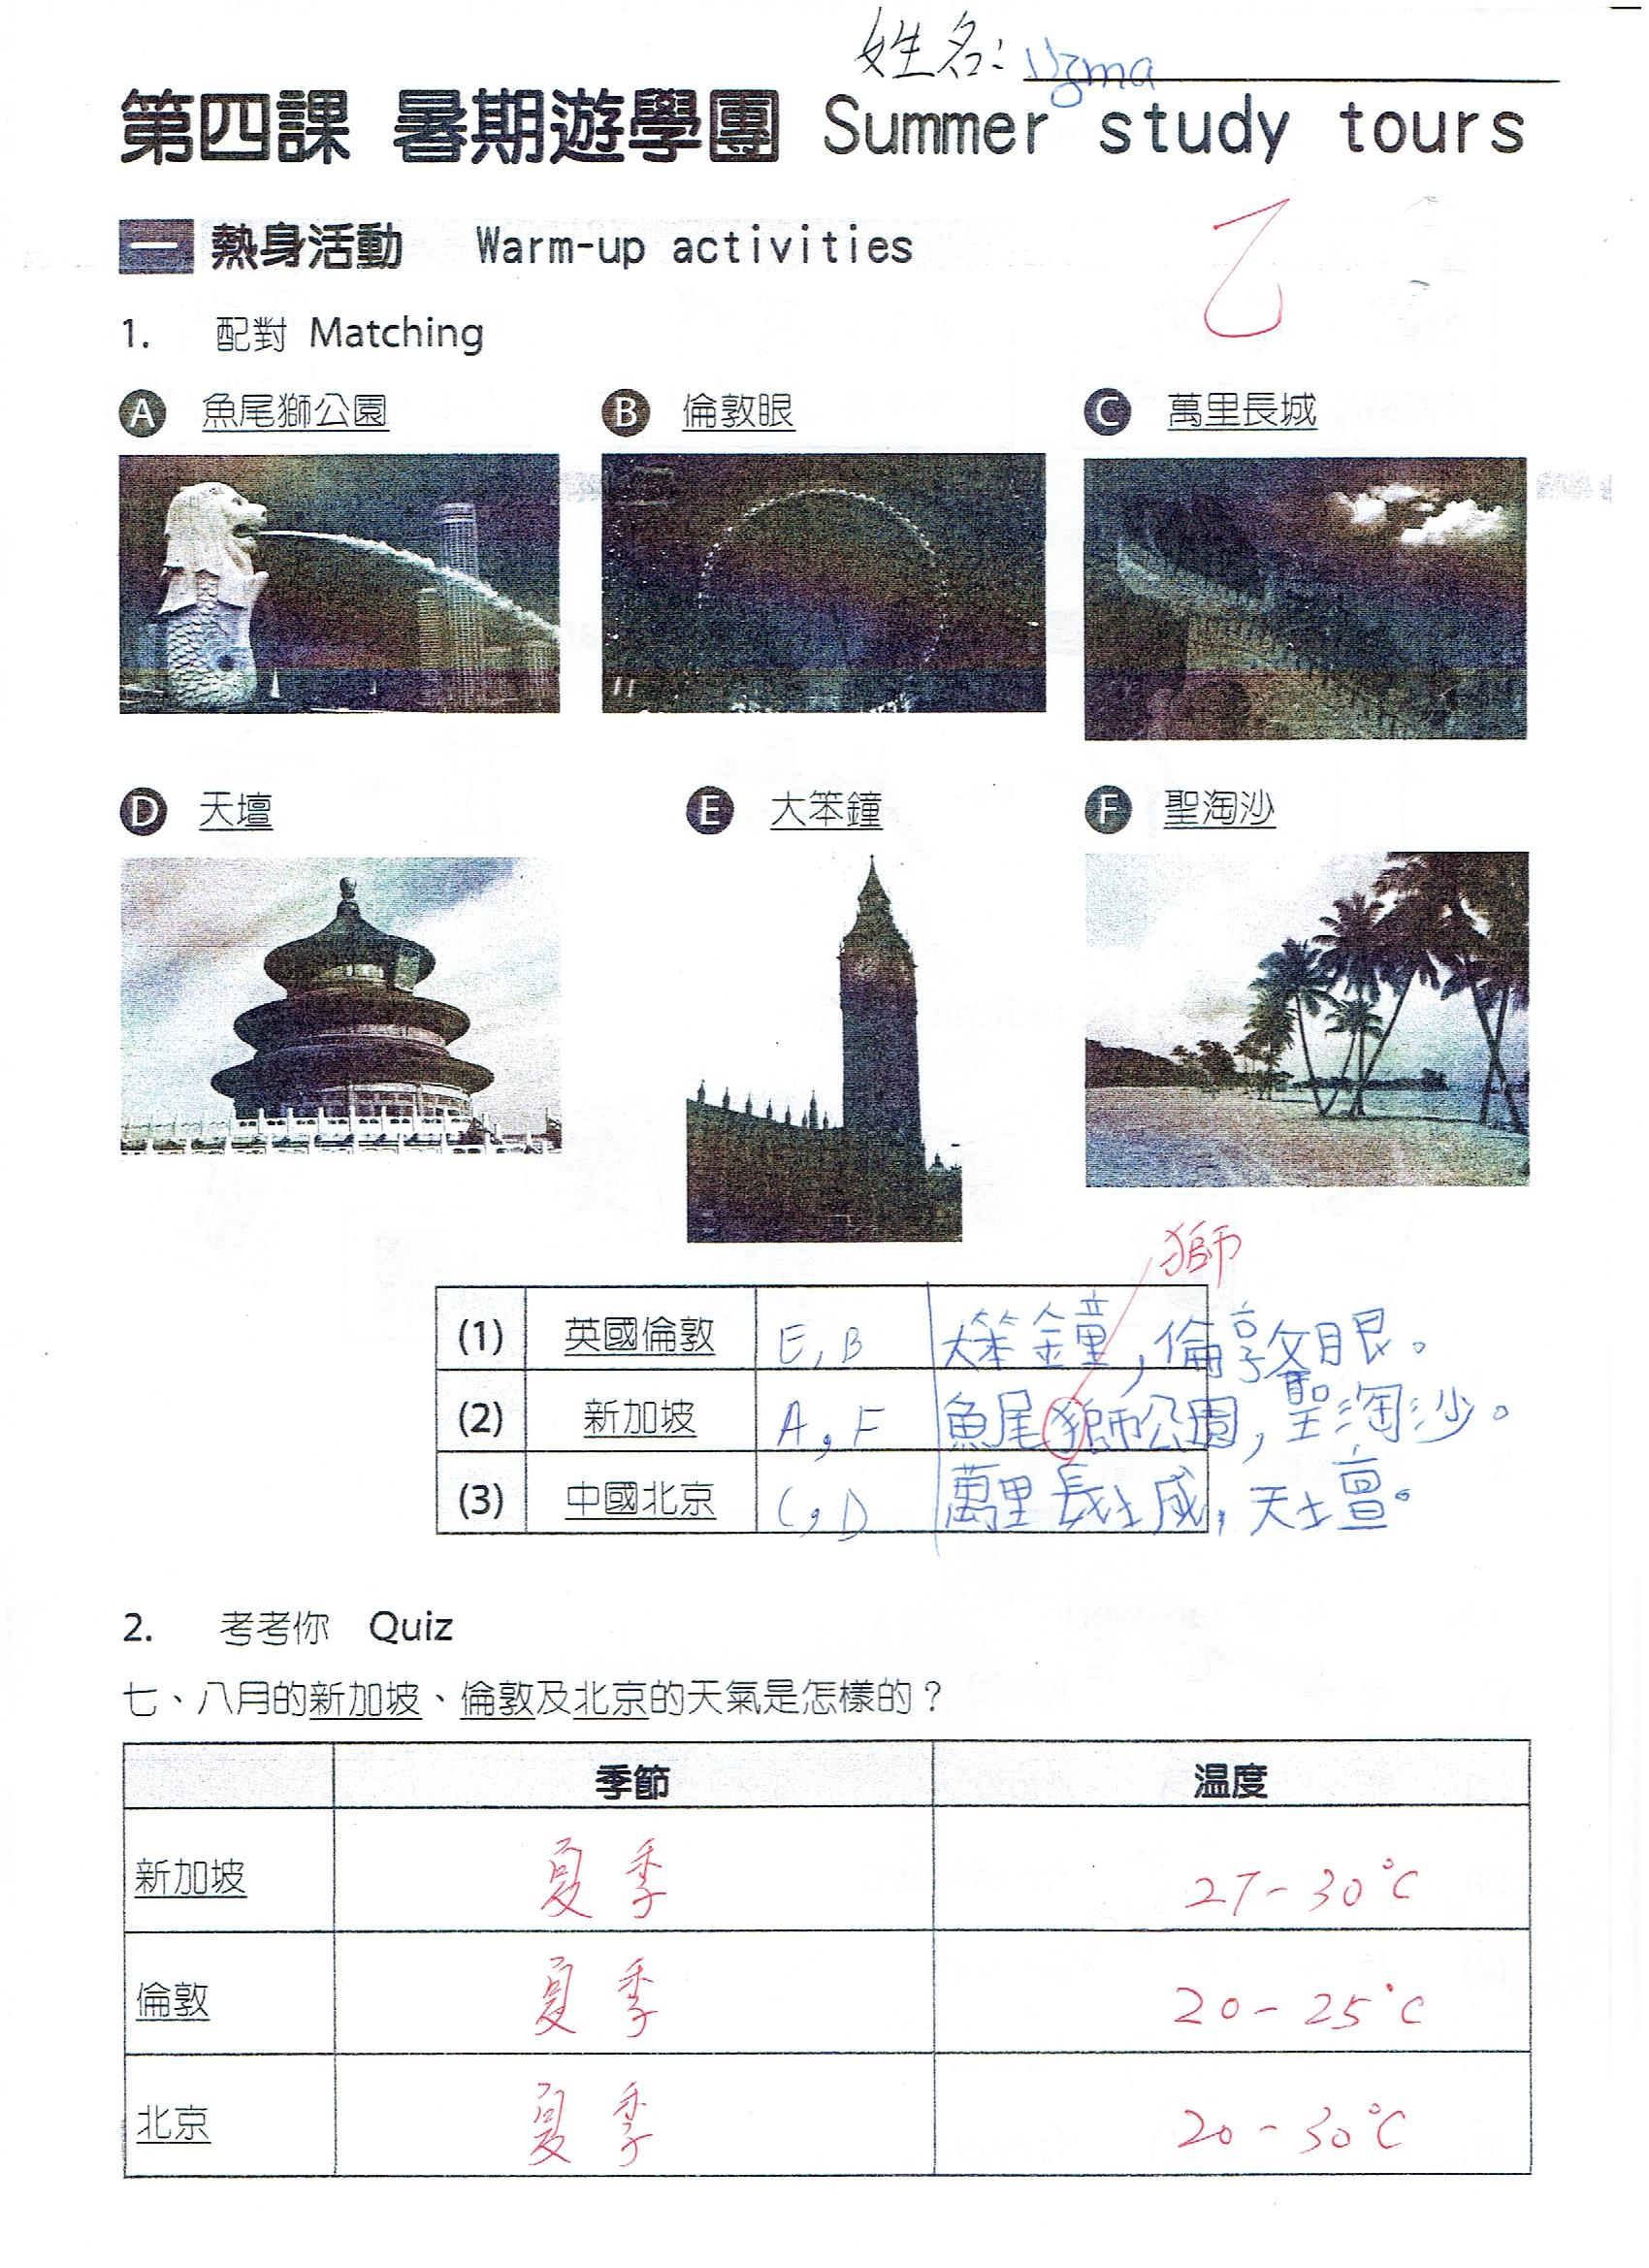 姓名: Uzma
第四課 暑期遊學團 Summer study tours
一 熱身活動 Warm-up activities
乙
1. 配對 Matching
A 魚尾獅公園 B 倫敦眼 C 萬里長城
D 天壇 E 大笨鐘 F 聖淘沙
獅
(1) 英國倫敦 E, B 大笨鐘, 倫敦眼。
(2) 新加坡 A, F 魚尾獅公園, 聖淘沙。
(3) 中國北京 C, D 萬里長城, 天壇。
2. 考考你 Quiz
七、八月的新加坡、倫敦及北京的天氣是怎樣的？
季節 温度
新加坡 夏季 27-30°C
倫敦 夏季 20-25°C
北京 夏季 20-30°C